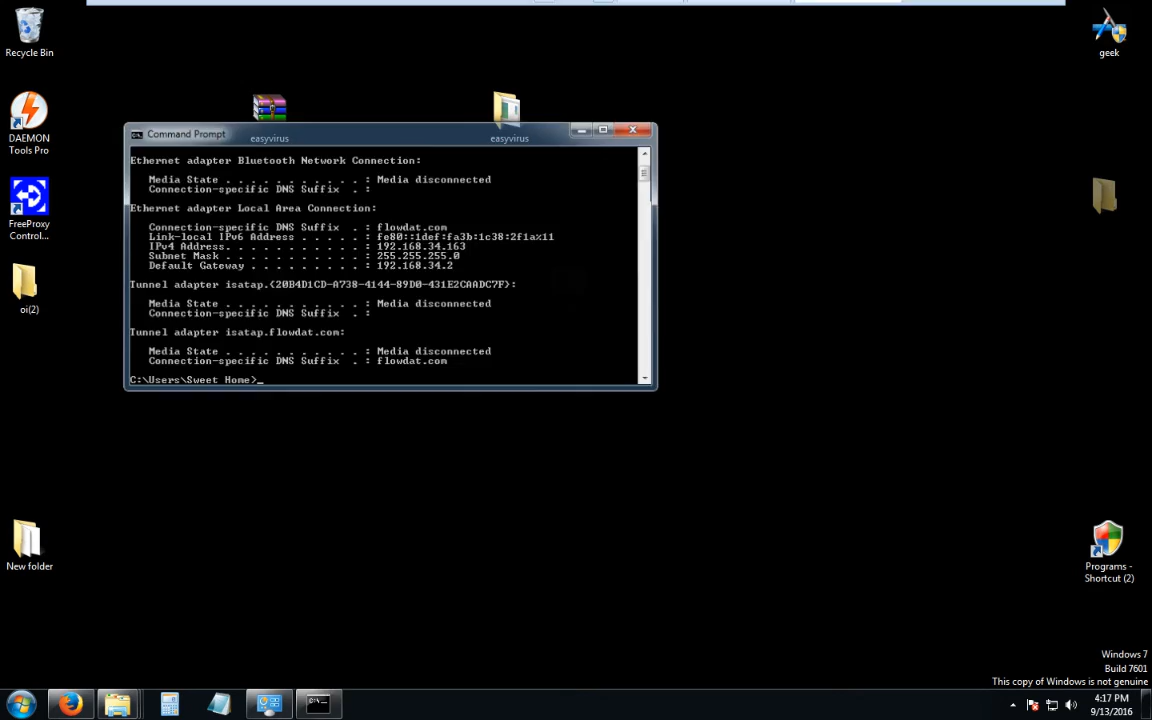 Recycle Bin
geek
DAEMON
Tools Pro
easyvirus
easyvirus
Command Prompt
Ethernet adapter Bluetooth Network Connection:
Media State . . . . . . . . . . . : Media disconnected
Connection-specific DNS Suffix  . :
Ethernet adapter Local Area Connection:
Connection-specific DNS Suffix  . : flowdat.com
Link-local IPv6 Address . . . . . : fe80::1def:fa3b:1c38:2f1a%11
IPv4 Address. . . . . . . . . . . : 192.168.34.163
Subnet Mask . . . . . . . . . . . : 255.255.255.0
Default Gateway . . . . . . . . . : 192.168.34.2
Tunnel adapter isatap.{20B4D1CD-A738-4144-89D0-431E2CAADC7F}:
Media State . . . . . . . . . . . : Media disconnected
Connection-specific DNS Suffix  . :
Tunnel adapter isatap.flowdat.com:
Media State . . . . . . . . . . . : Media disconnected
Connection-specific DNS Suffix  . : flowdat.com
C:\Users\Sweet Home>_
FreeProxy
Control...
oi(2)
New folder
Programs -
Shortcut (2)
Windows 7
Build 7601
This copy of Windows is not genuine
C:\_
4:17 PM
9/13/2016